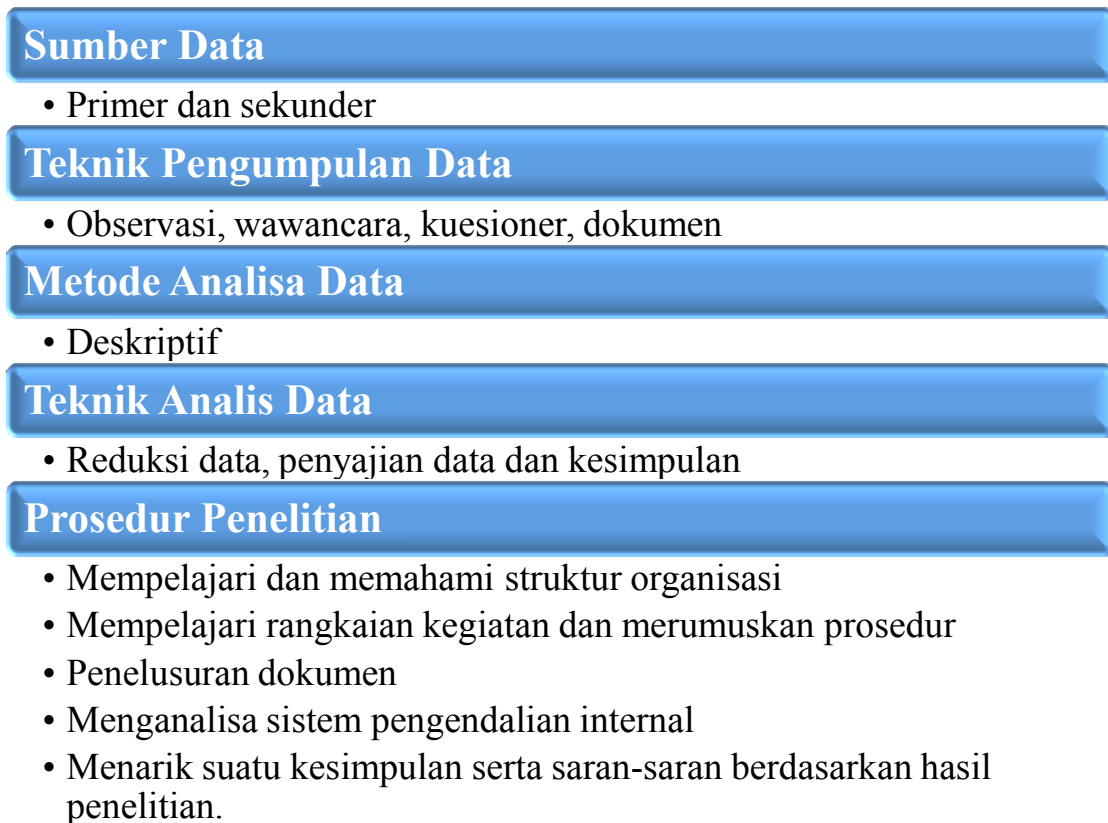 Sumber Data
• Primer dan sekunder
Teknik Pengumpulan Data
• Observasi, wawancara, kuesioner, dokumen
Metode Analisa Data
• Deskriptif
Teknik Analis Data
• Reduksi data, penyajian data dan kesimpulan
Prosedur Penelitian
• Mempelajari dan memahami struktur organisasi
• Mempelajari rangkaian kegiatan dan merumuskan prosedur
• Penelusuran dokumen
• Menganalisa sistem pengendalian internal
• Menarik suatu kesimpulan serta saran-saran berdasarkan hasil
penelitian.